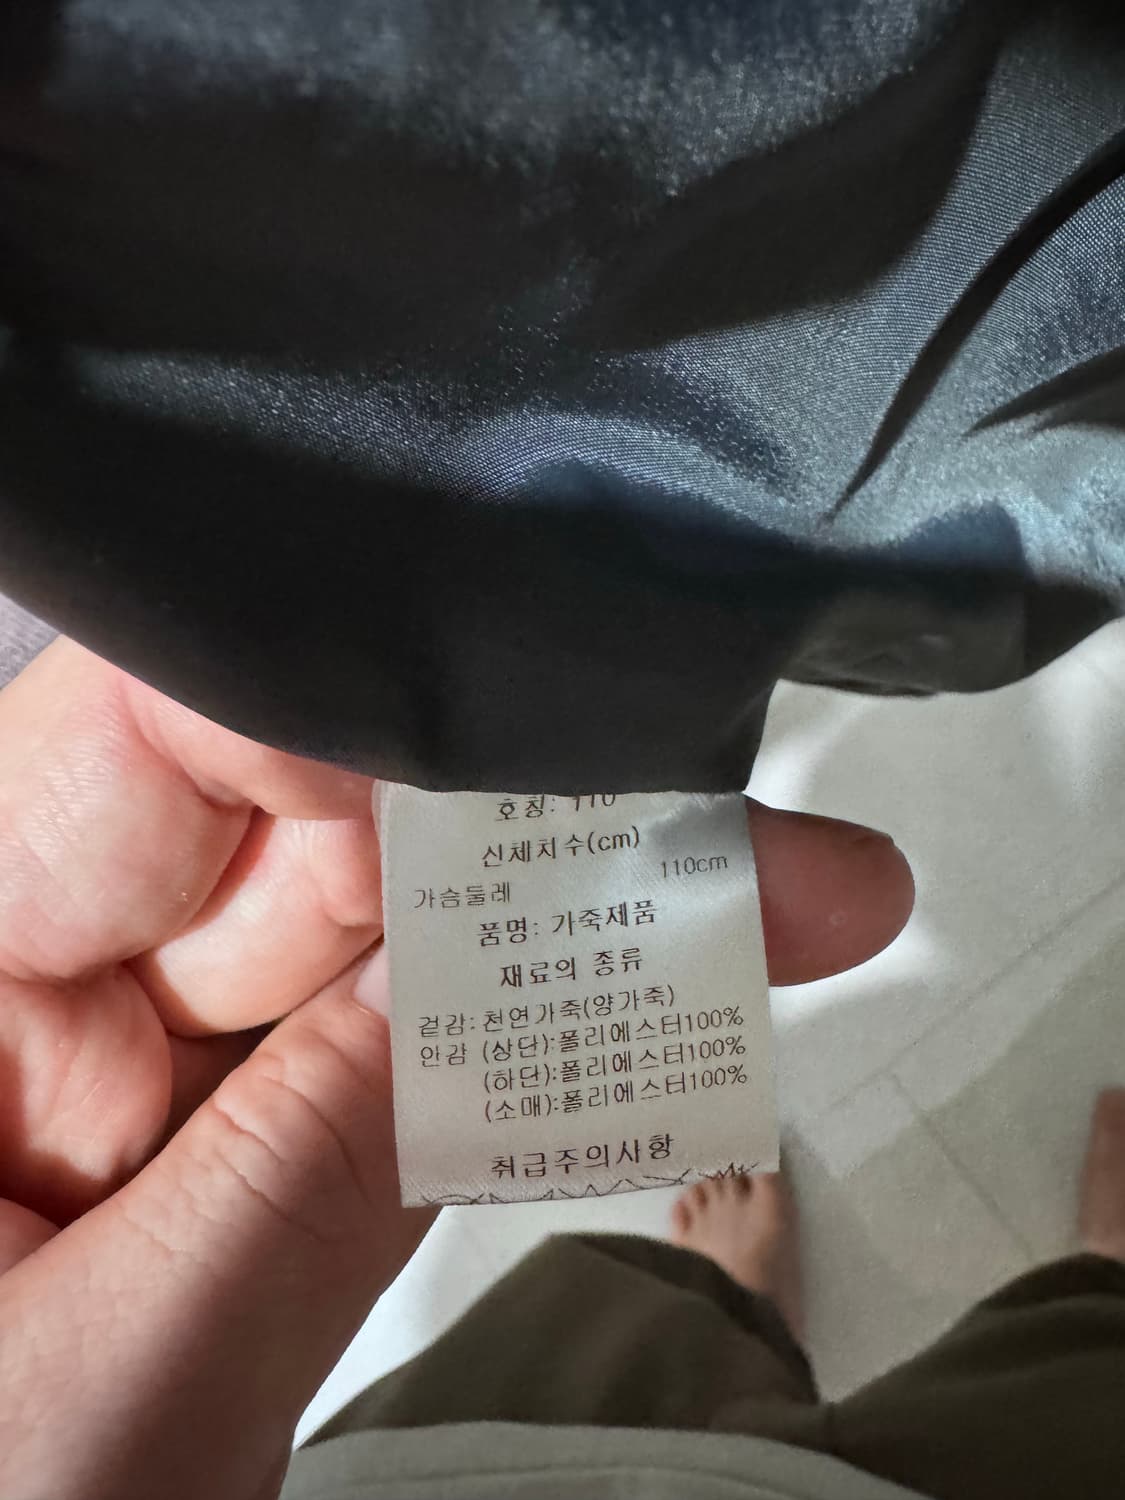 호칭: 110
신체치수(cm)
가슴둘레 110cm
품명: 가죽제품
재료의 종류
겉감: 천연가죽(양가죽)
안감 (상단):폴리에스터100%
(하단):폴리에스터100%
(소매):폴리에스터100%
취급주의사항